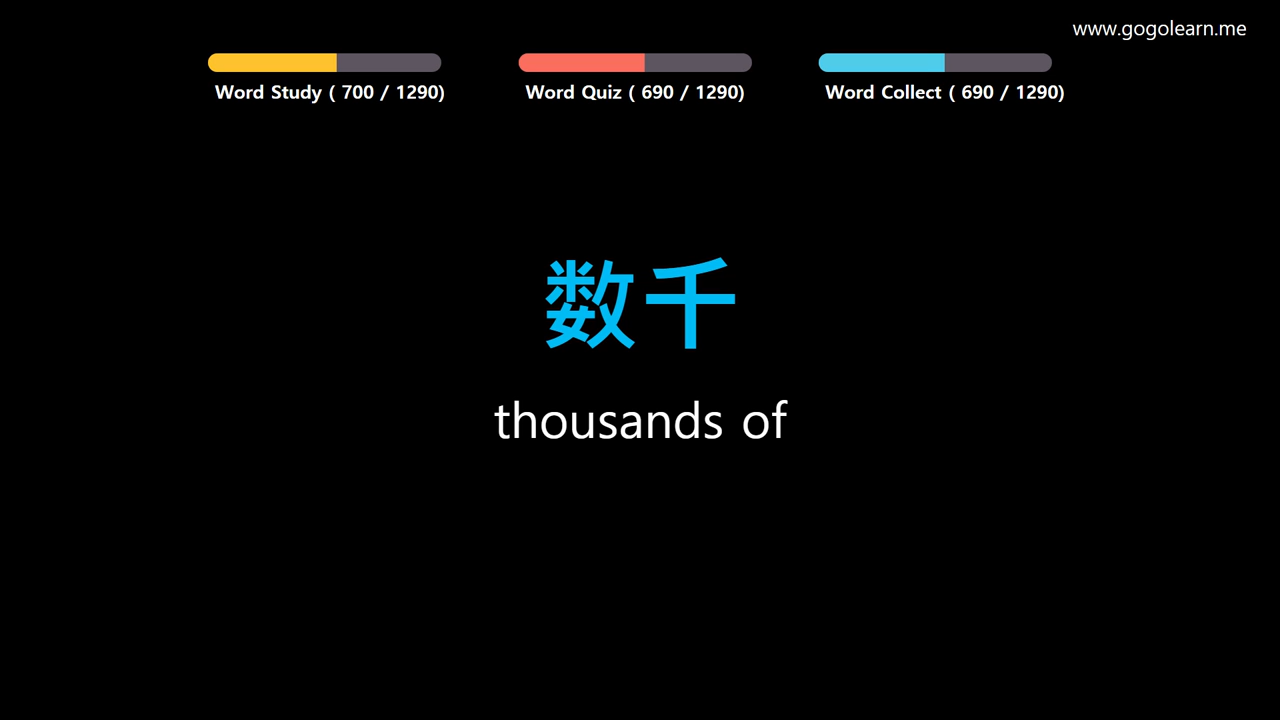 www.gogolearn.me
Word Study ( 700 / 1290)
Word Quiz ( 690 / 1290)
Word Collect ( 690 / 1290)
数千
thousands of